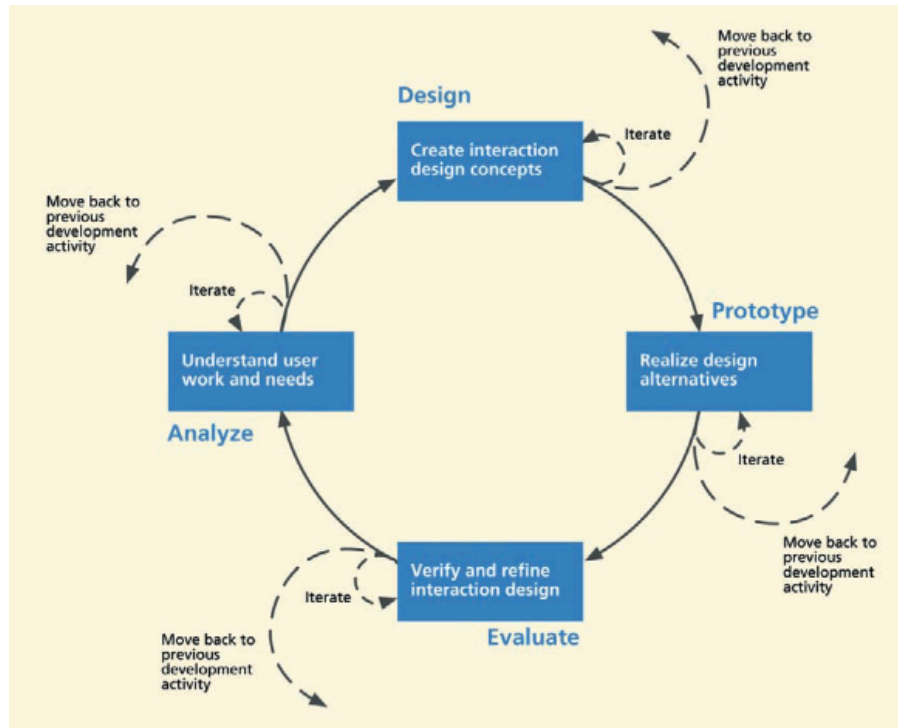 Move back to
previous
development
activity
Design
Iterate
Create interaction
design concepts
Move back to
previous
development
activity
Iterate
Prototype
Understand user
work and needs
Realize design
alternatives
Analyze
Iterate
Move back to
previous
development
activity
Verify and refine
interaction design
Iterate
Evaluate
Move back to
previous
development
activity